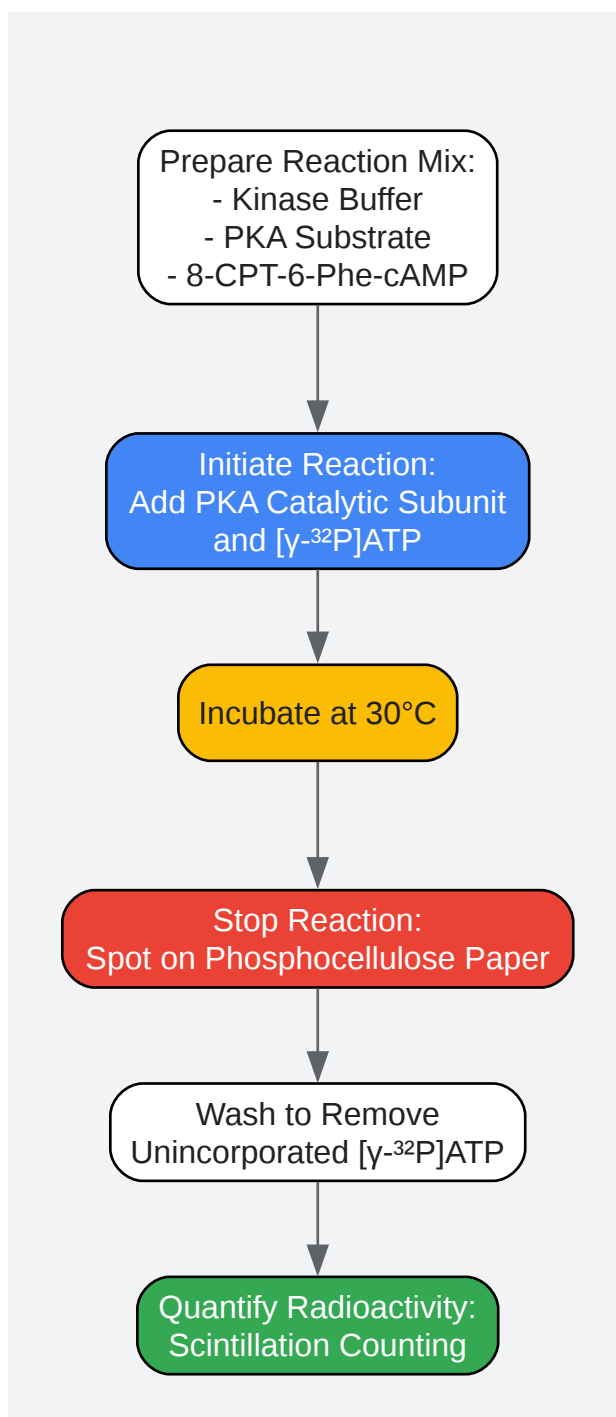 Prepare Reaction Mix:
- Kinase Buffer
- PKA Substrate
- 8-CPT-6-Phe-cAMP
Initiate Reaction:
Add PKA Catalytic Subunit
and [γ-³²P]ATP
Incubate at 30°C
Stop Reaction:
Spot on Phosphocellulose Paper
Wash to Remove
Unincorporated [γ-³²P]ATP
Quantify Radioactivity:
Scintillation Counting